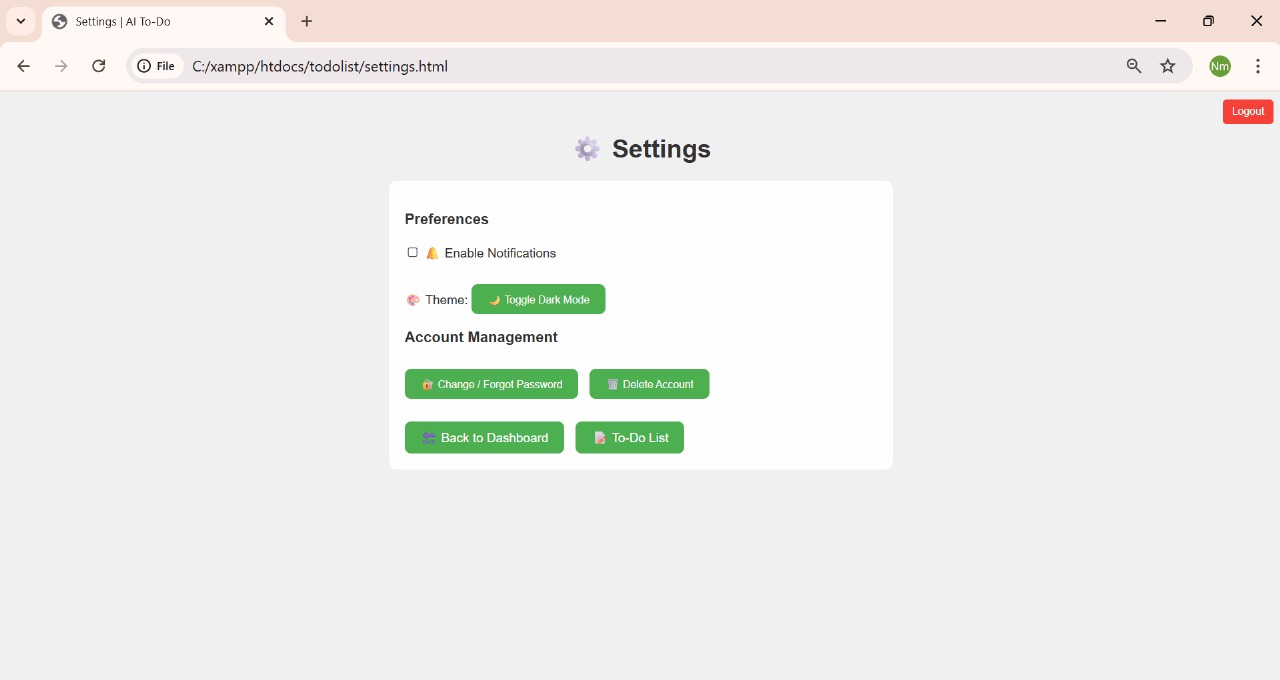 Settings | AI To-Do
File C:/xampp/htdocs/todolist/settings.html
Nm
Logout
Settings
Preferences
Enable Notifications
Theme: Toggle Dark Mode
Account Management
Change / Forgot Password Delete Account
Back to Dashboard To-Do List